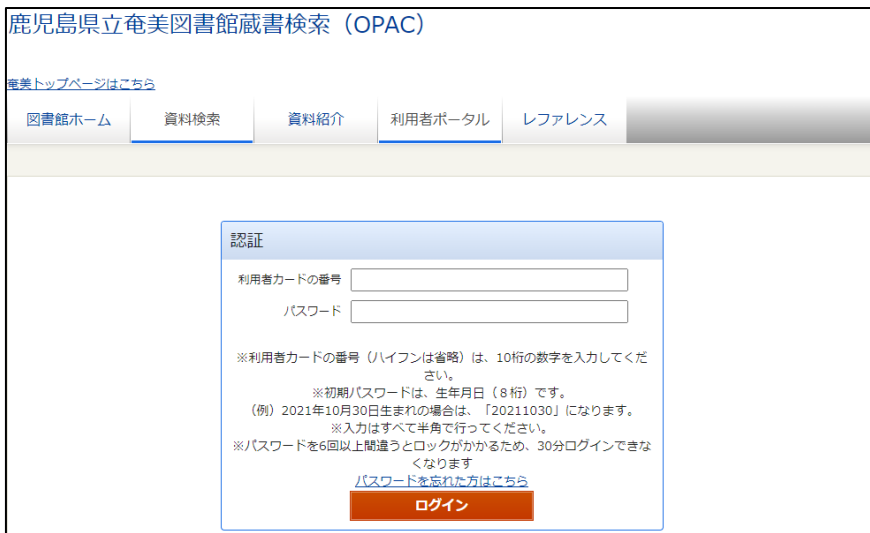 鹿児島県立奄美図書館蔵書検索（OPAC）
奄美トップページはこちら
図書館ホーム 資料検索 資料紹介 利用者ポータル レファレンス
認証
利用者カードの番号
パスワード
※利用者カードの番号（ハイフンは省略）は、10桁の数字を入力してくだ
さい。
※初期パスワードは、生年月日（８桁）です。
（例）2021年10月30日生まれの場合は、「20211030」になります。
※入力はすべて半角で行ってください。
※パスワードを6回以上間違うとロックがかかるため、30分ログインできな
くなります
パスワードを忘れた方はこちら
ログイン